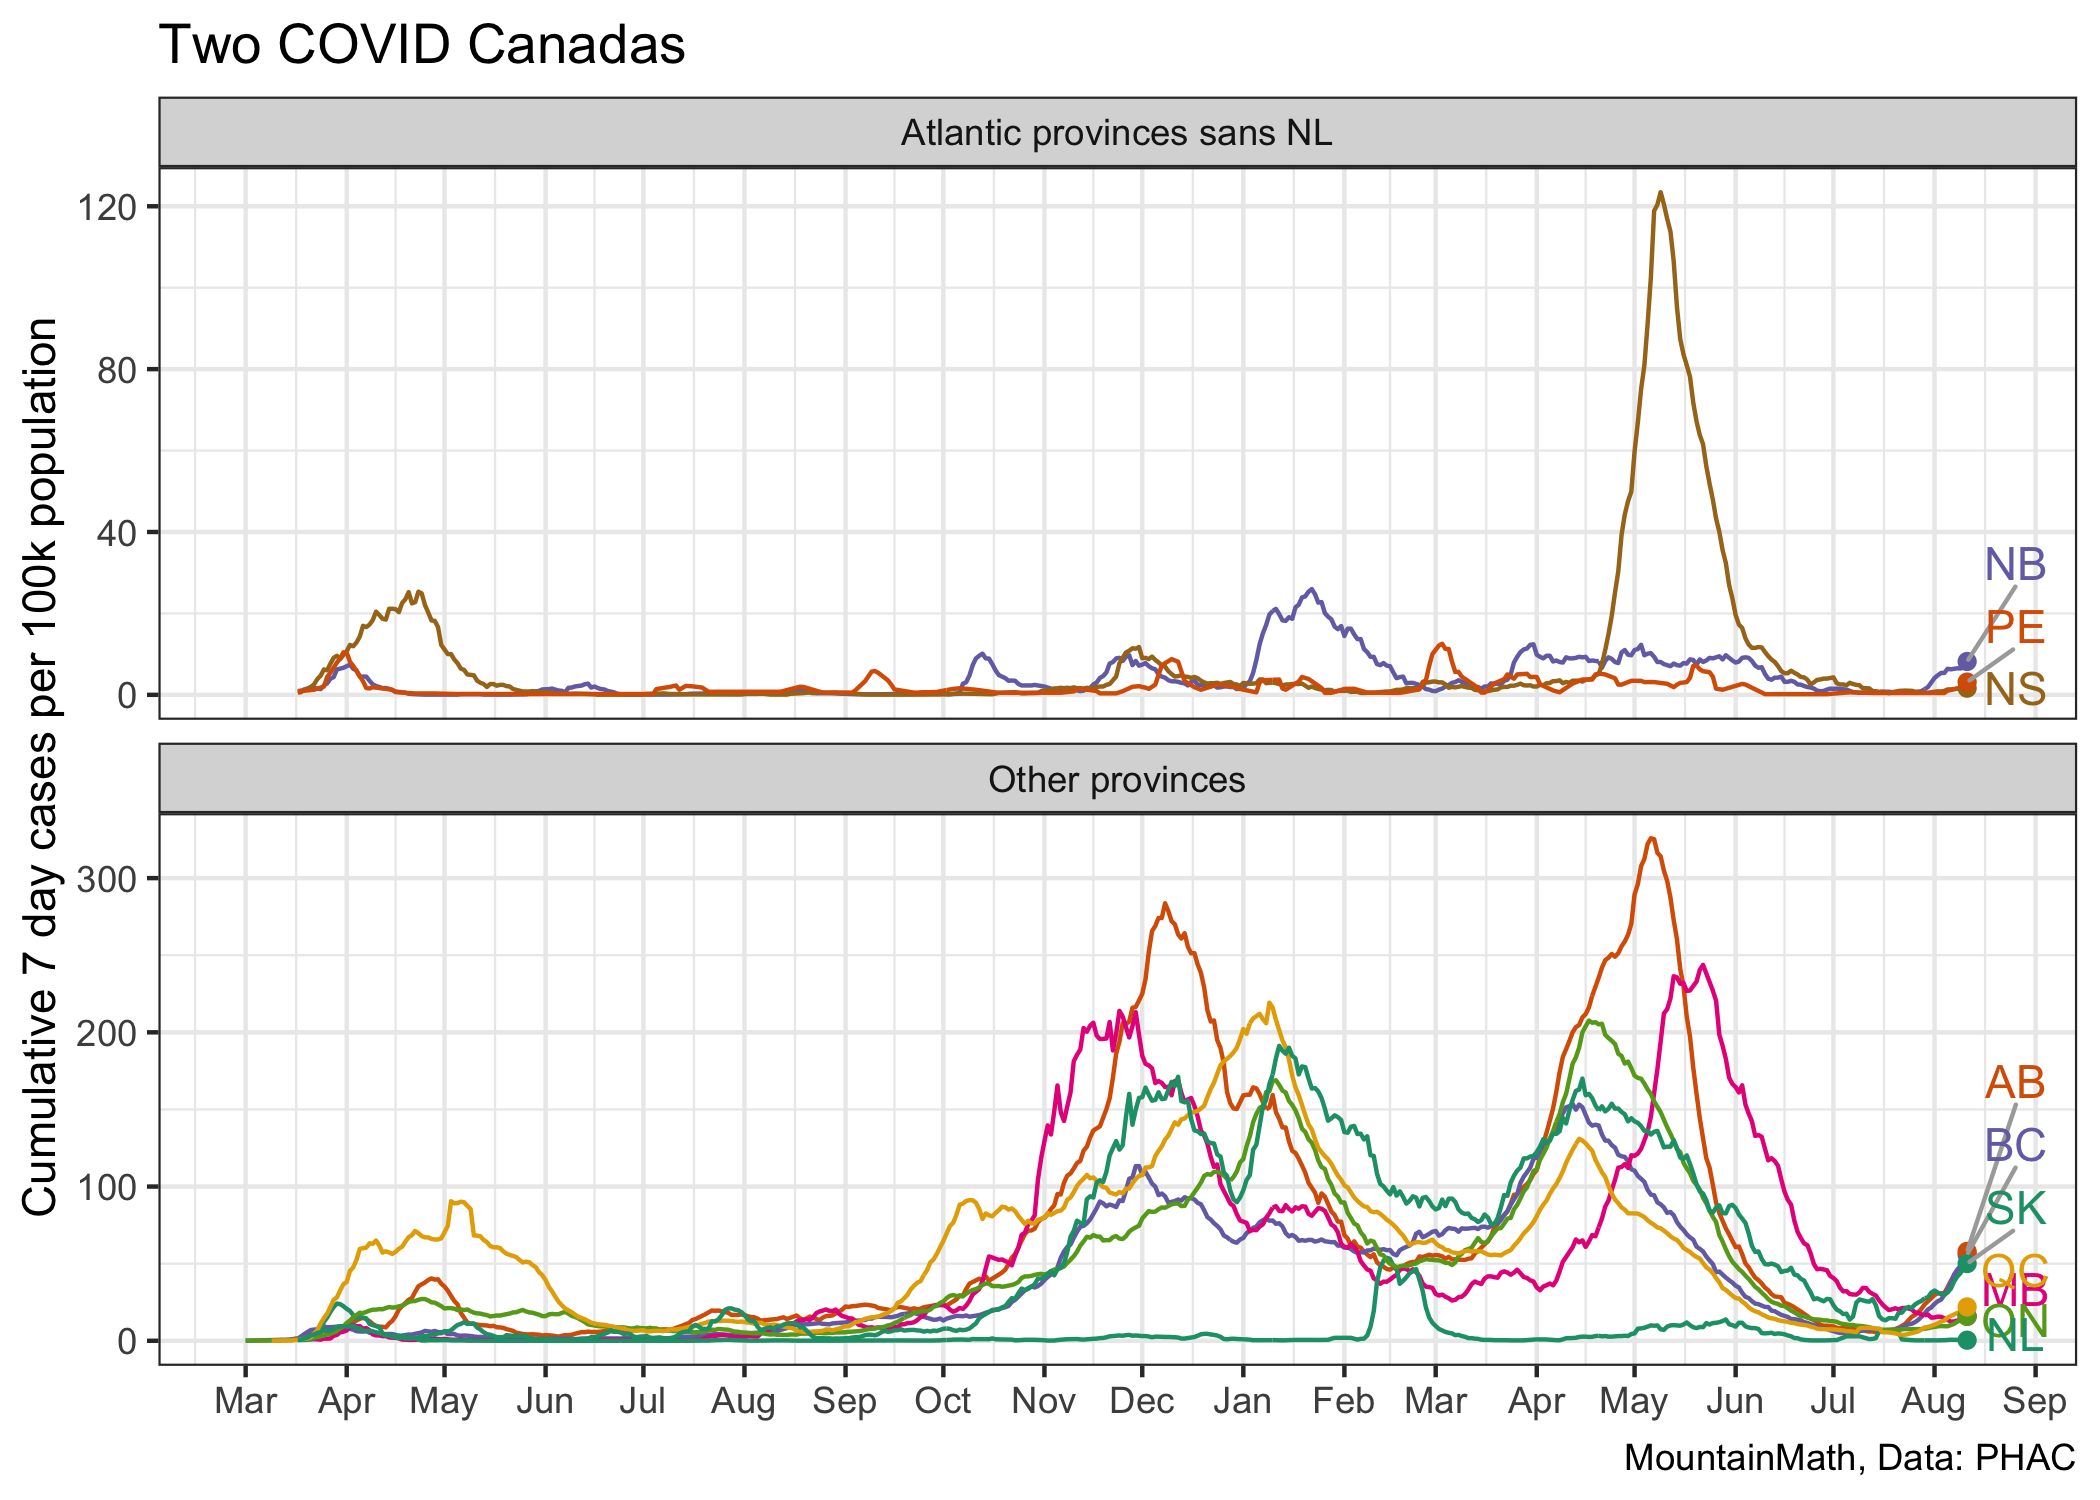 Two COVID Canadas
Cumulative 7 day cases per 100k population
Atlantic provinces sans NL
120
80
40
0
NB
PE
NS
Other provinces
300
200
100
0
AB
BC
SK
QC
MB
ON
NL
Mar Apr May Jun Jul Aug Sep Oct Nov Dec Jan Feb Mar Apr May Jun Jul Aug Sep
MountainMath, Data: PHAC